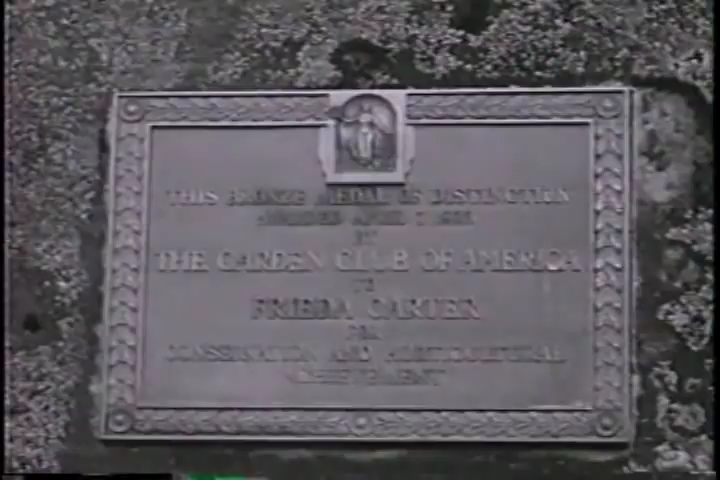 THIS BRONZE MEDAL OF DISTINCTION
AWARDED APRIL 7
BY
THE GARDEN CLUB OF AMERICA
TO
FRIEDA CARTER
FOR
CONSERVATION AND HORTICULTURAL
ACHIEVEMENT